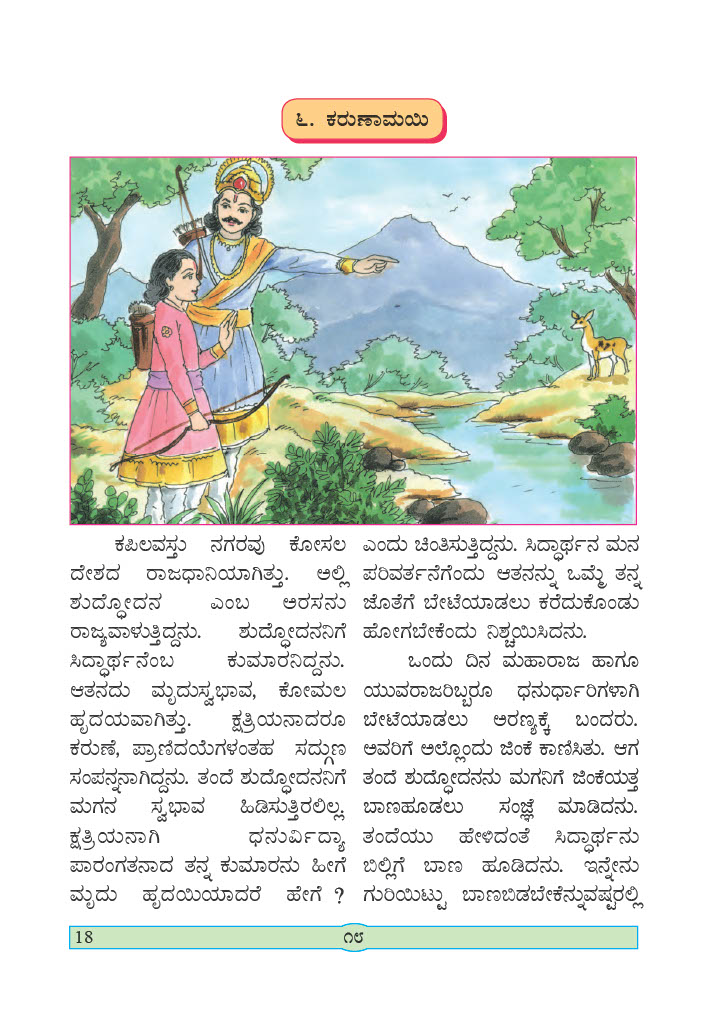 ೬. ಕರುಣಾಮಯಿ
ಕಪಿಲವಸ್ತು ನಗರವು ಕೋಸಲ
ದೇಶದ ರಾಜಧಾನಿಯಾಗಿತ್ತು. ಅಲ್ಲಿ
ಶುದ್ಧೋದನ ಎಂಬ ಅರಸನು
ರಾಜ್ಯವಾಳುತ್ತಿದ್ದನು. ಶುದ್ಧೋದನನಿಗೆ
ಸಿದ್ಧಾರ್ಥನೆಂಬ ಕುಮಾರನಿದ್ದನು.
ಆತನದು ಮೃದುಸ್ವಭಾವ, ಕೋಮಲ
ಹೃದಯವಾಗಿತ್ತು. ಕ್ಷತ್ರಿಯನಾದರೂ
ಕರುಣೆ, ಪ್ರಾಣಿದಯೆಗಳಂತಹ ಸದ್ಗುಣ
ಸಂಪನ್ನನಾಗಿದ್ದನು. ತಂದೆ ಶುದ್ಧೋದನನಿಗೆ
ಮಗನ ಸ್ವಭಾವ ಹಿಡಿಸುತ್ತಿರಲಿಲ್ಲ.
ಕ್ಷತ್ರಿಯನಾಗಿ ಧನುರ್ವಿದ್ಯಾ
ಪಾರಂಗತನಾದ ತನ್ನ ಕುಮಾರನು ಹೀಗೆ
ಮೃದು ಹೃದಯಿಯಾದರೆ ಹೇಗೆ ?
ಎಂದು ಚಿಂತಿಸುತ್ತಿದ್ದನು. ಸಿದ್ಧಾರ್ಥನ ಮನ
ಪರಿವರ್ತನೆಗೆಂದು ಆತನನ್ನು ಒಮ್ಮೆ ತನ್ನ
ಜೊತೆಗೆ ಬೇಟೆಯಾಡಲು ಕರೆದುಕೊಂಡು
ಹೋಗಬೇಕೆಂದು ನಿಶ್ಚಯಿಸಿದನು.
ಒಂದು ದಿನ ಮಹಾರಾಜ ಹಾಗೂ
ಯುವರಾಜರಿಬ್ಬರೂ ಧನುರ್ಧಾರಿಗಳಾಗಿ
ಬೇಟೆಯಾಡಲು ಅರಣ್ಯಕ್ಕೆ ಬಂದರು.
ಅವರಿಗೆ ಅಲ್ಲೊಂದು ಜಿಂಕೆ ಕಾಣಿಸಿತು. ಆಗ
ತಂದೆ ಶುದ್ಧೋದನನು ಮಗನಿಗೆ ಜಿಂಕೆಯತ್ತ
ಬಾಣಹೂಡಲು ಸಂಜ್ಞೆ ಮಾಡಿದನು.
ತಂದೆಯು ಹೇಳಿದಂತೆ ಸಿದ್ಧಾರ್ಥನು
ಬಿಲ್ಲಿಗೆ ಬಾಣ ಹೂಡಿದನು. ಇನ್ನೇನು
ಗುರಿಯಿಟ್ಟು ಬಾಣಬಿಡಬೇಕೆನ್ನುವಷ್ಟರಲ್ಲಿ
18
೧೮